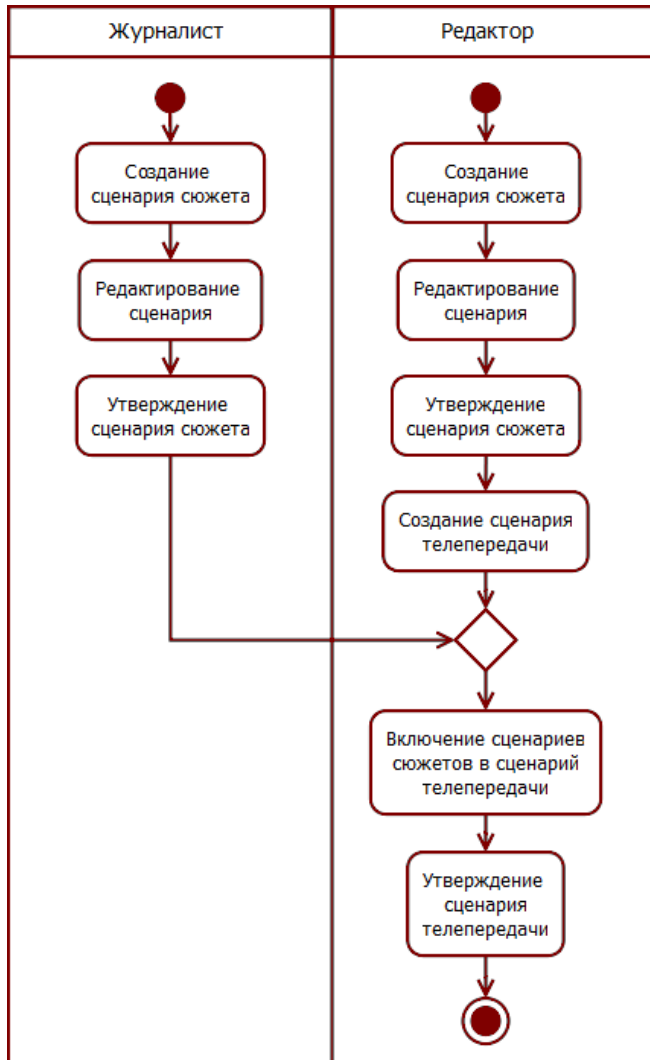 Журналист
Редактор
Создание
сценария сюжета
Редактирование
сценария
Утверждение
сценария сюжета
Создание
сценария сюжета
Редактирование
сценария
Утверждение
сценария сюжета
Создание сценария
телепередачи
Включение сценариев
сюжетов в сценарий
телепередачи
Утверждение
сценария
телепередачи